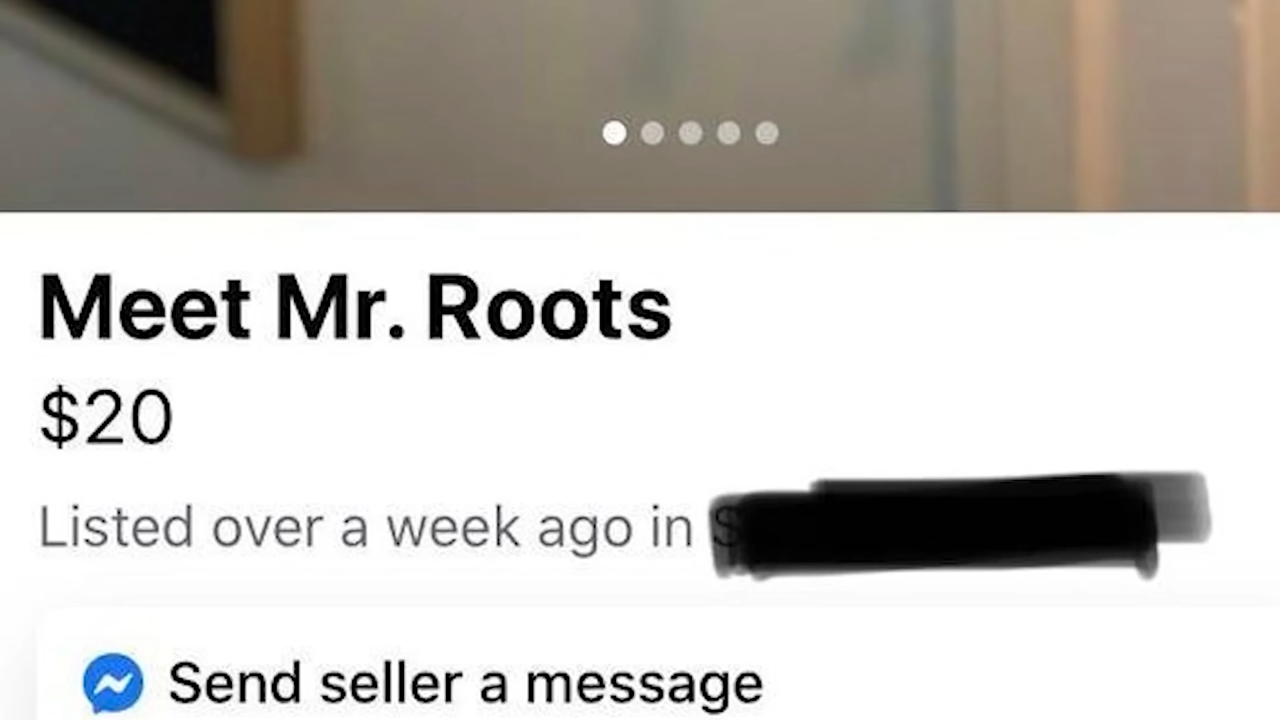 Meet Mr. Roots
$20
Listed over a week ago in
Send seller a message